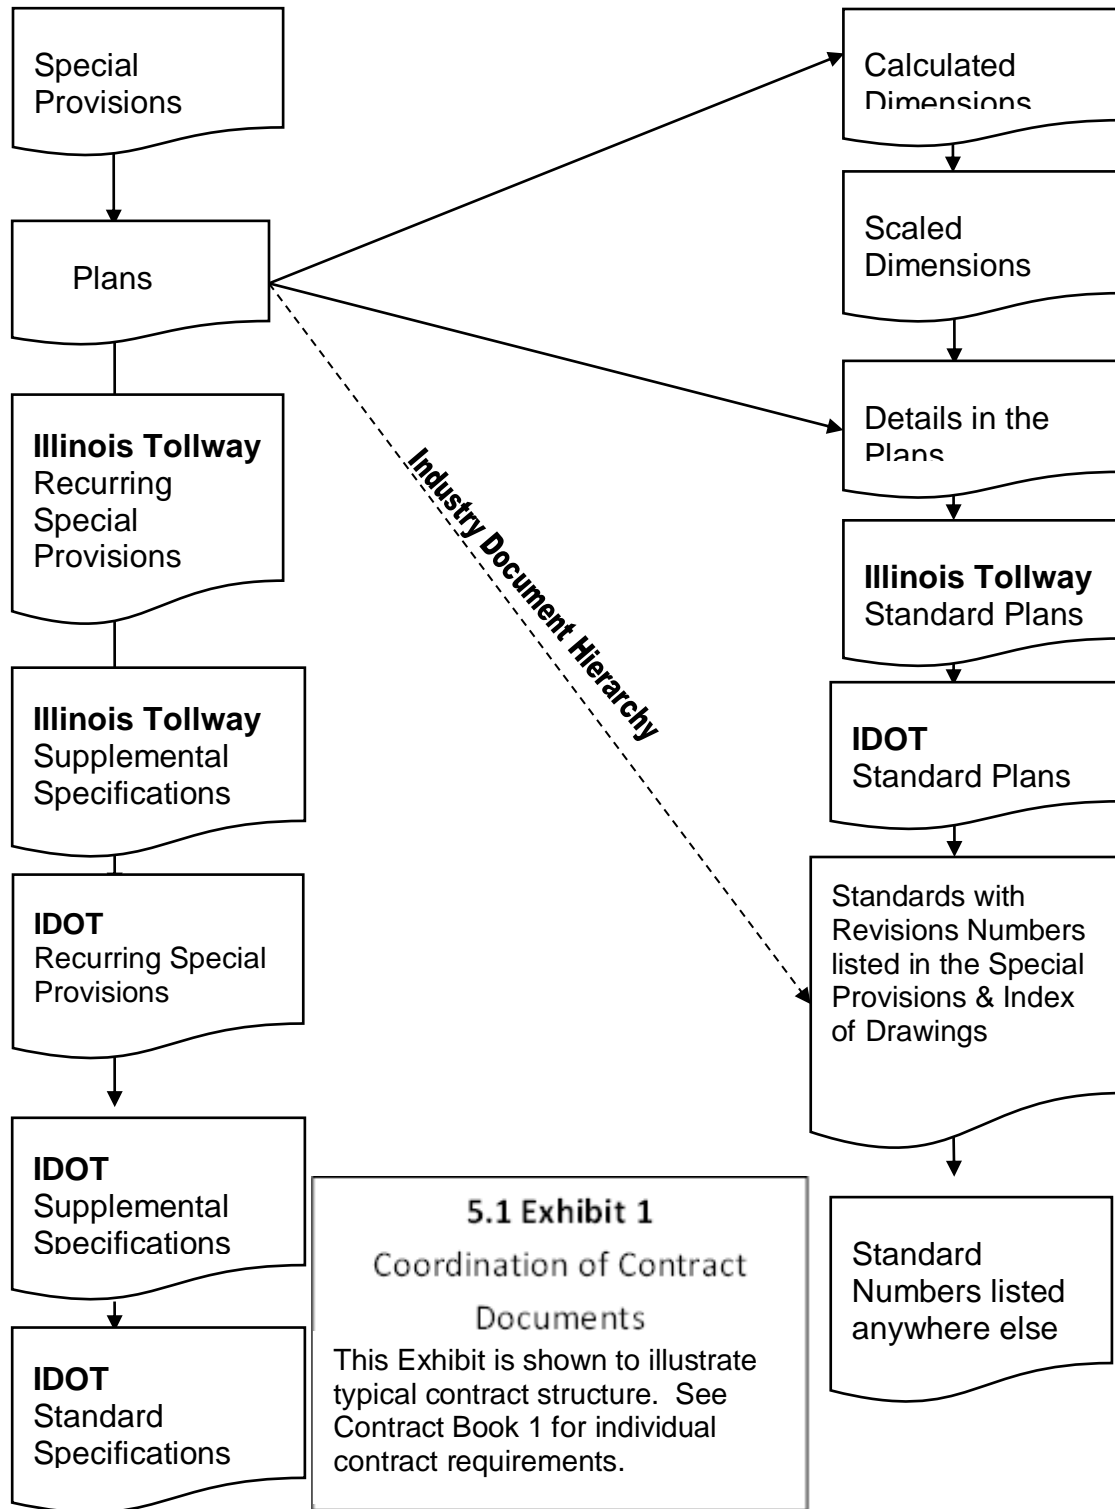 Special
Provisions
Plans
Illinois Tollway
Recurring
Special
Provisions
Illinois Tollway
Supplemental
Specifications
IDOT
Recurring Special
Provisions
IDOT
Supplemental
Specifications
IDOT
Standard
Specifications
Industry Document Hierarchy
Calculated
Dimensions
Scaled
Dimensions
Details in the
Plans
Illinois Tollway
Standard Plans
IDOT
Standard Plans
Standards with
Revisions Numbers
listed in the Special
Provisions & Index
of Drawings
Standard
Numbers listed
anywhere else
5.1 Exhibit 1
Coordination of Contract
Documents
This Exhibit is shown to illustrate
typical contract structure.  See
Contract Book 1 for individual
contract requirements.